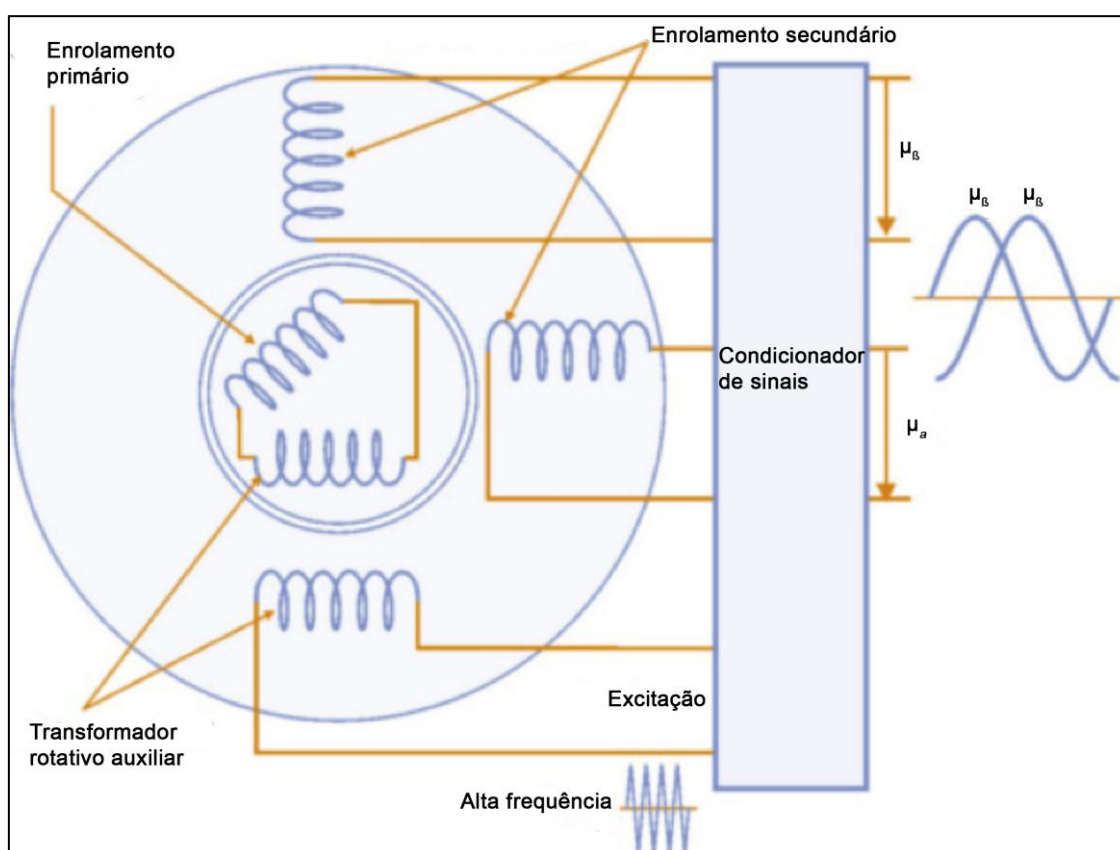 Enrolamento
primário
Enrolamento secundário
μß
μß
μß
Condicionador
de sinais
μa
Excitação
Transformador
rotativo auxiliar
Alta frequência